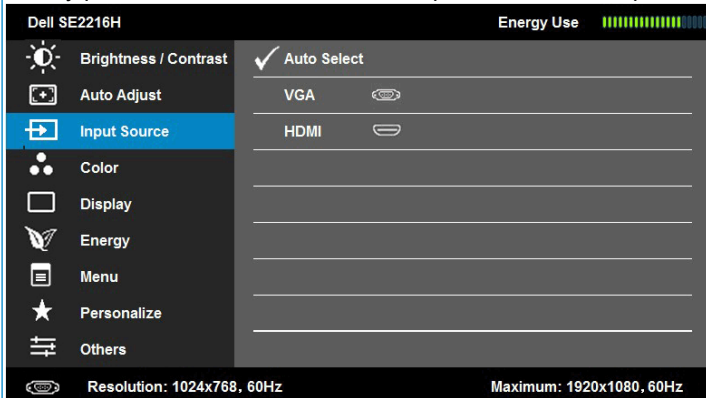 Dell SE2216H Energy Use
Brightness / Contrast Auto Select
Auto Adjust VGA
Input Source HDMI
Color
Display
Energy
Menu
Personalize
Others
Resolution: 1024x768, 60Hz Maximum: 1920x1080, 60Hz